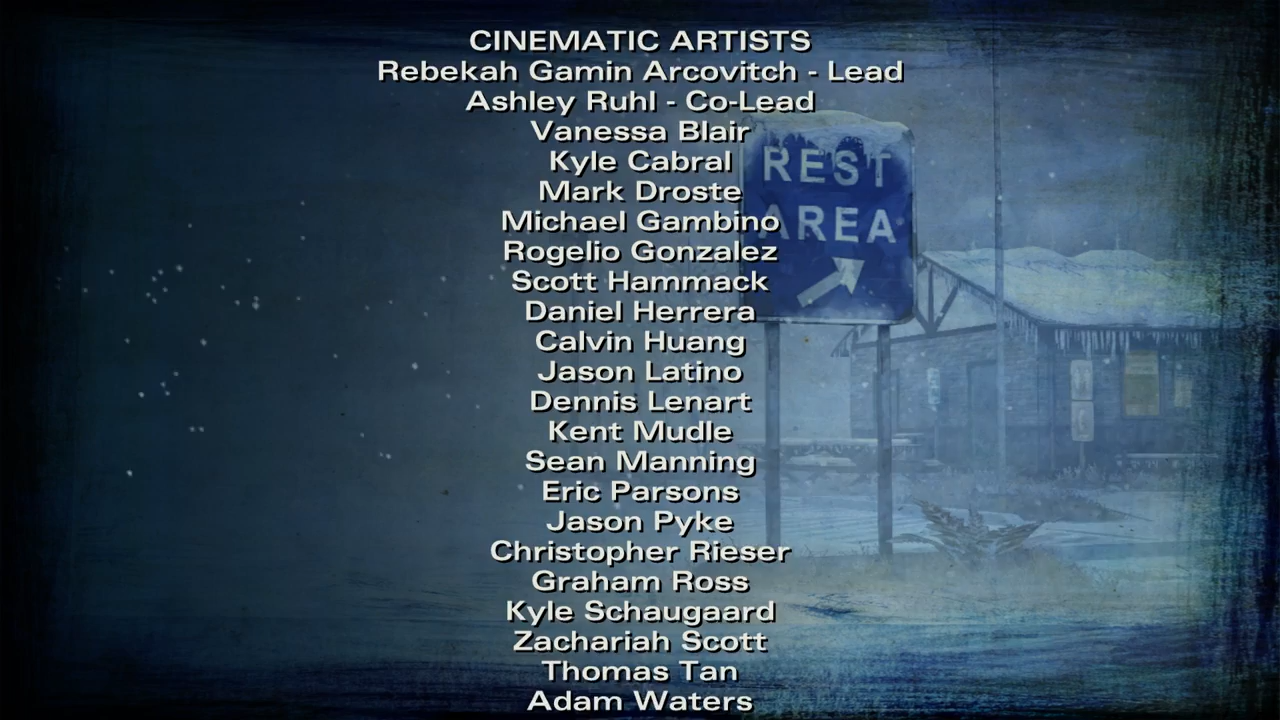 CINEMATIC ARTISTS
Rebekah Gamin Arcovitch - Lead
Ashley Ruhl - Co-Lead
Vanessa Blair
Kyle Cabral
Mark Droste
Michael Gambino
Rogelio Gonzalez
Scott Hammack
Daniel Herrera
Calvin Huang
Jason Latino
Dennis Lenart
Kent Mudle
Sean Manning
Eric Parsons
Jason Pyke
Christopher Rieser
Graham Ross
Kyle Schaugaard
Zachariah Scott
Thomas Tan
Adam Waters
REST
AREA